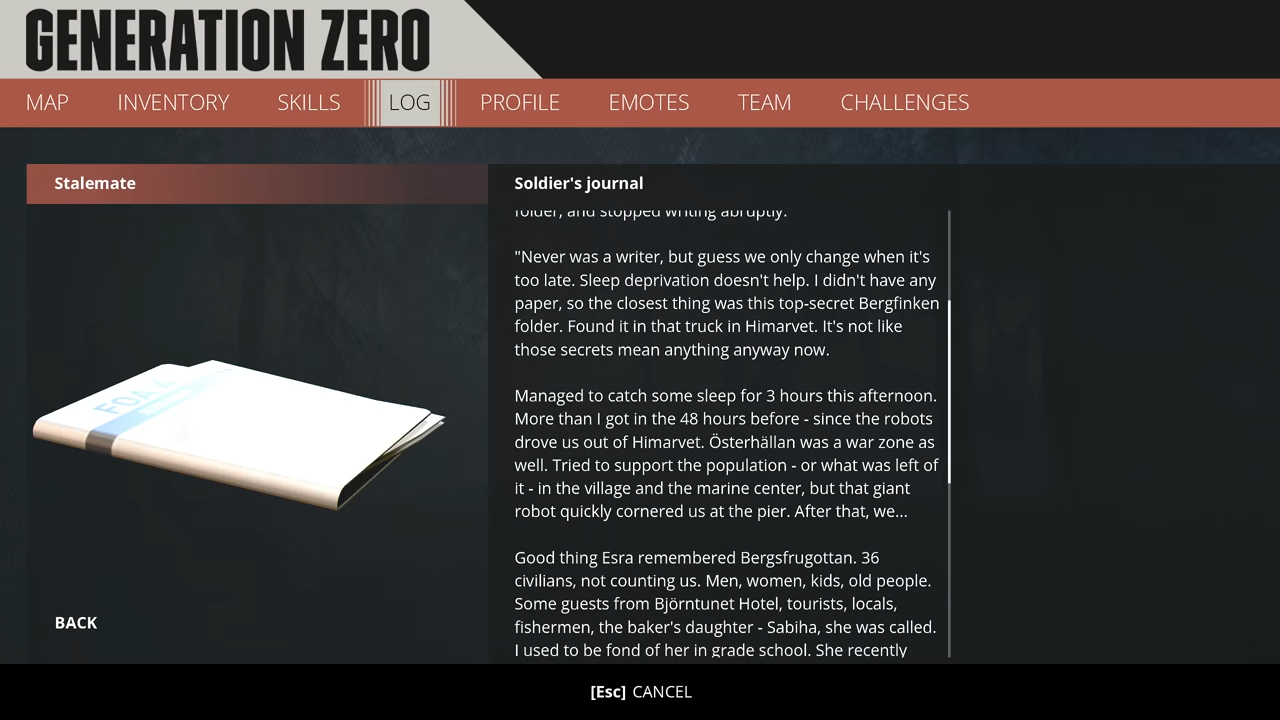 GENERATION ZERO
MAP INVENTORY SKILLS LOG PROFILE EMOTES TEAM CHALLENGES
Stalemate
Soldier's journal
folder, and stopped writing abruptly.
"Never was a writer, but guess we only change when it's
too late. Sleep deprivation doesn't help. I didn't have any
paper, so the closest thing was this top-secret Bergfinken
folder. Found it in that truck in Himarvet. It's not like
those secrets mean anything anyway now.
Managed to catch some sleep for 3 hours this afternoon.
More than I got in the 48 hours before - since the robots
drove us out of Himarvet. Österhällan was a war zone as
well. Tried to support the population - or what was left of
it - in the village and the marine center, but that giant
robot quickly cornered us at the pier. After that, we...
Good thing Esra remembered Bergsfrugottan. 36
civilians, not counting us. Men, women, kids, old people.
Some guests from Björntunet Hotel, tourists, locals,
fishermen, the baker's daughter - Sabiha, she was called.
I used to be fond of her in grade school. She recently
FOA 4
BACK
[Esc] CANCEL